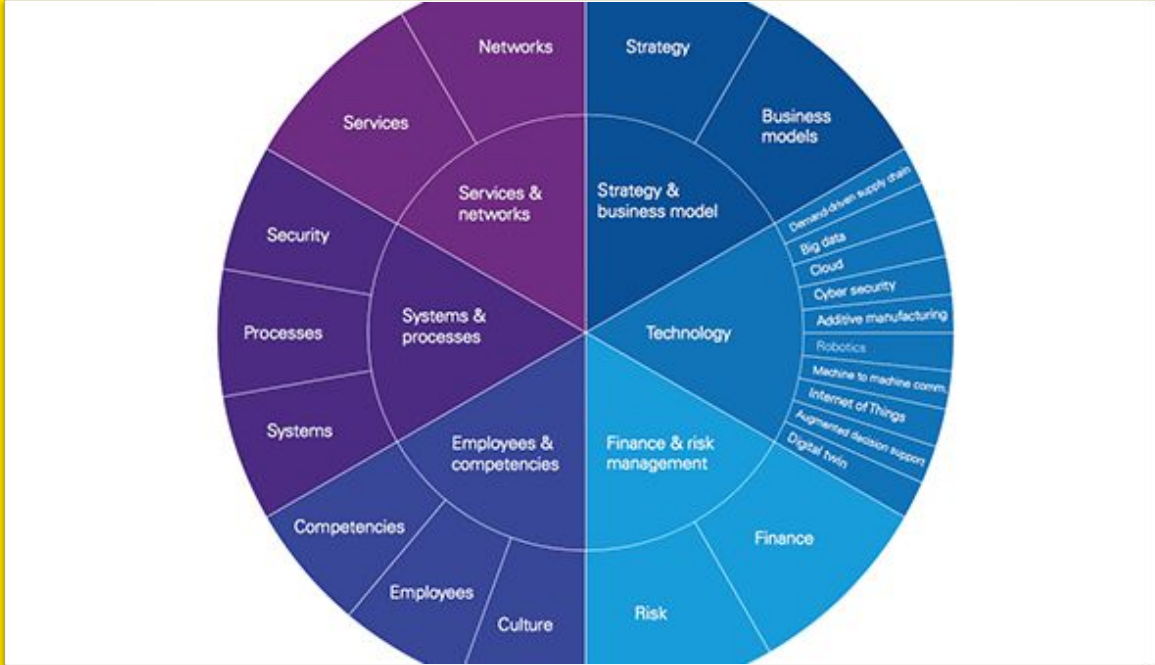 Networks
Strategy
Services
Business
models
Services &
networks
Strategy &
business model
Demand-driven supply chain
Big data
Cloud
Cyber security
Additive manufacturing
Robotics
Machine to machine comm.
Internet of Things
Augmented decision support
Digital twin
Security
Processes
Systems
Systems &
processes
Technology
Employees &
competencies
Finance & risk
management
Competencies
Employees
Culture
Finance
Risk